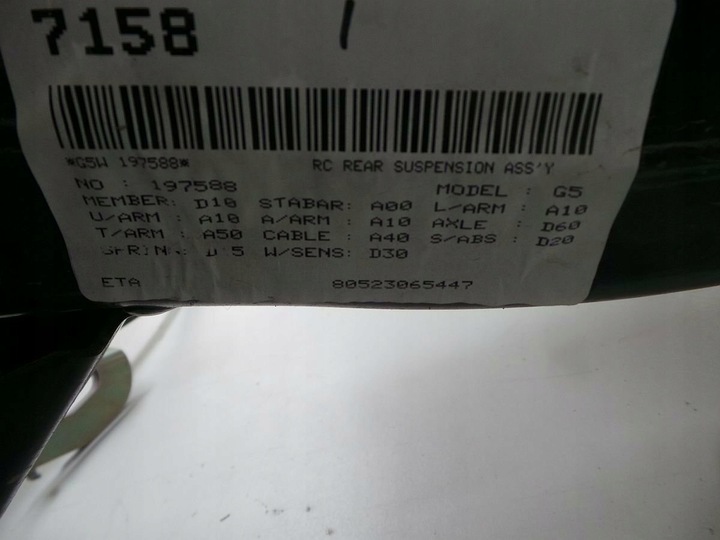 7158 /
*G5W 197588* RC REAR SUSPENSION ASS'Y
NO : 197588 MODEL : G5
MEMBER: D10 STABAR: A00 L/ARM : A10
U/ARM : A10 A/ARM : A10 AXLE : D60
T/ARM : A50 CABLE : A40 S/ABS : D20
W/SENS: D30
ETA 80523065447